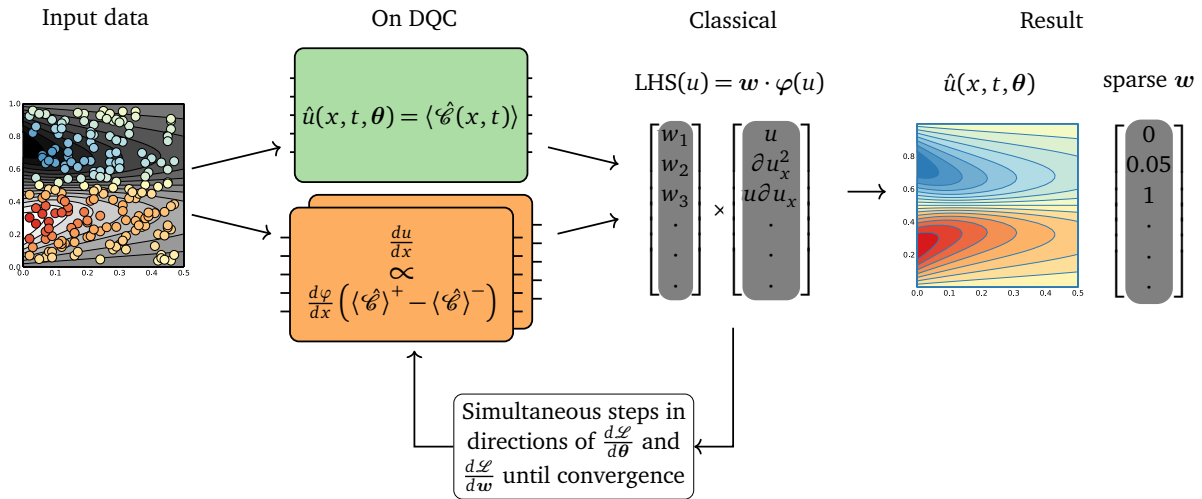 Input data
On DQC
Classical
Result
1.0
0.8
0.6
0.4
0.2
0.0
0.0 0.1 0.2 0.3 0.4 0.5
û(x, t, θ) = ⟨𝒞̂(x, t)⟩
du/dx
∝
dφ/dx (⟨𝒞̂⟩⁺ − ⟨𝒞̂⟩⁻)
LHS(u) = w · φ(u)
w₁
w₂
w₃
.
.
.
×
u
∂u²ₓ
u∂uₓ
.
.
.
û(x, t, θ)
0.8
0.6
0.4
0.2
0.0 0.1 0.2 0.3 0.4 0.5
sparse w
0
0.05
1
.
.
.
Simultaneous steps in
directions of dℒ/dθ and
dℒ/dw until convergence